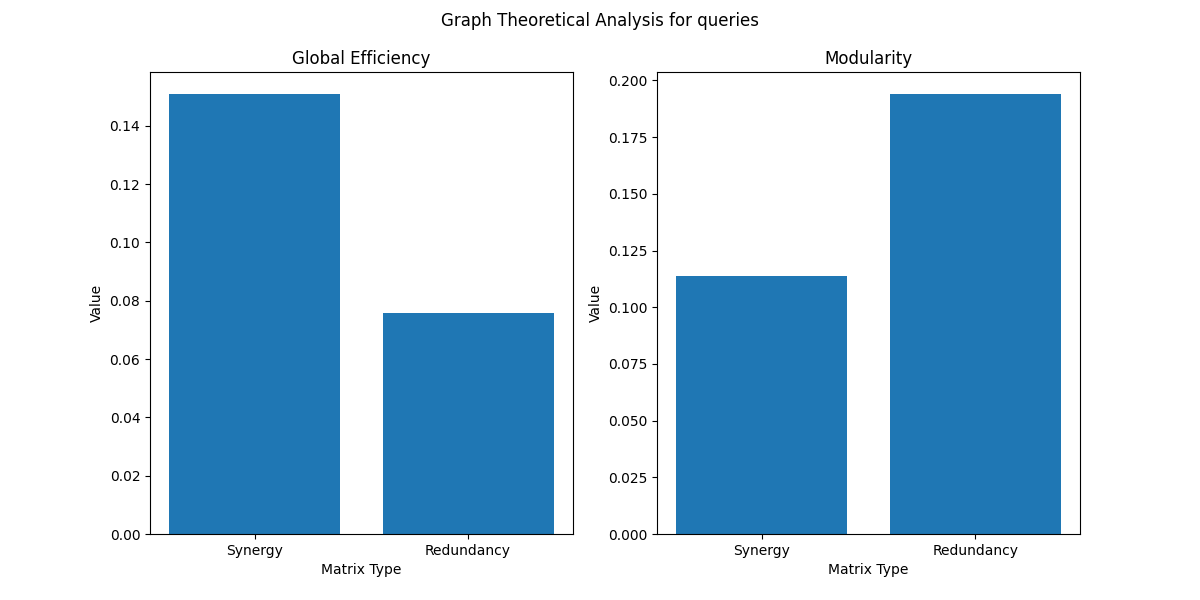 Graph Theoretical Analysis for queries
Global Efficiency
0.14
0.12
0.10
0.08
0.06
0.04
0.02
0.00
Value
Synergy
Redundancy
Matrix Type
Modularity
0.200
0.175
0.150
0.125
0.100
0.075
0.050
0.025
0.000
Value
Synergy
Redundancy
Matrix Type